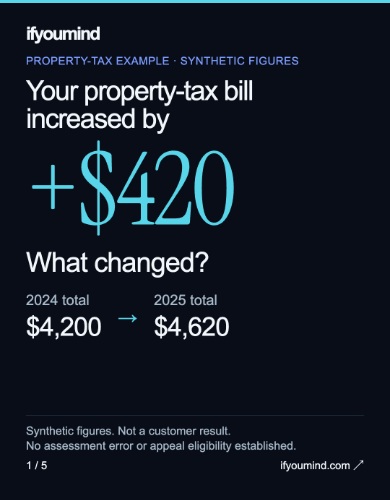 ifyoumind
PROPERTY-TAX EXAMPLE · SYNTHETIC FIGURES
Your property-tax bill
increased by
+$420
What changed?
2024 total
$4,200
→
2025 total
$4,620
Synthetic figures. Not a customer result.
No assessment error or appeal eligibility established.
1 / 5
ifyoumind.com ↗